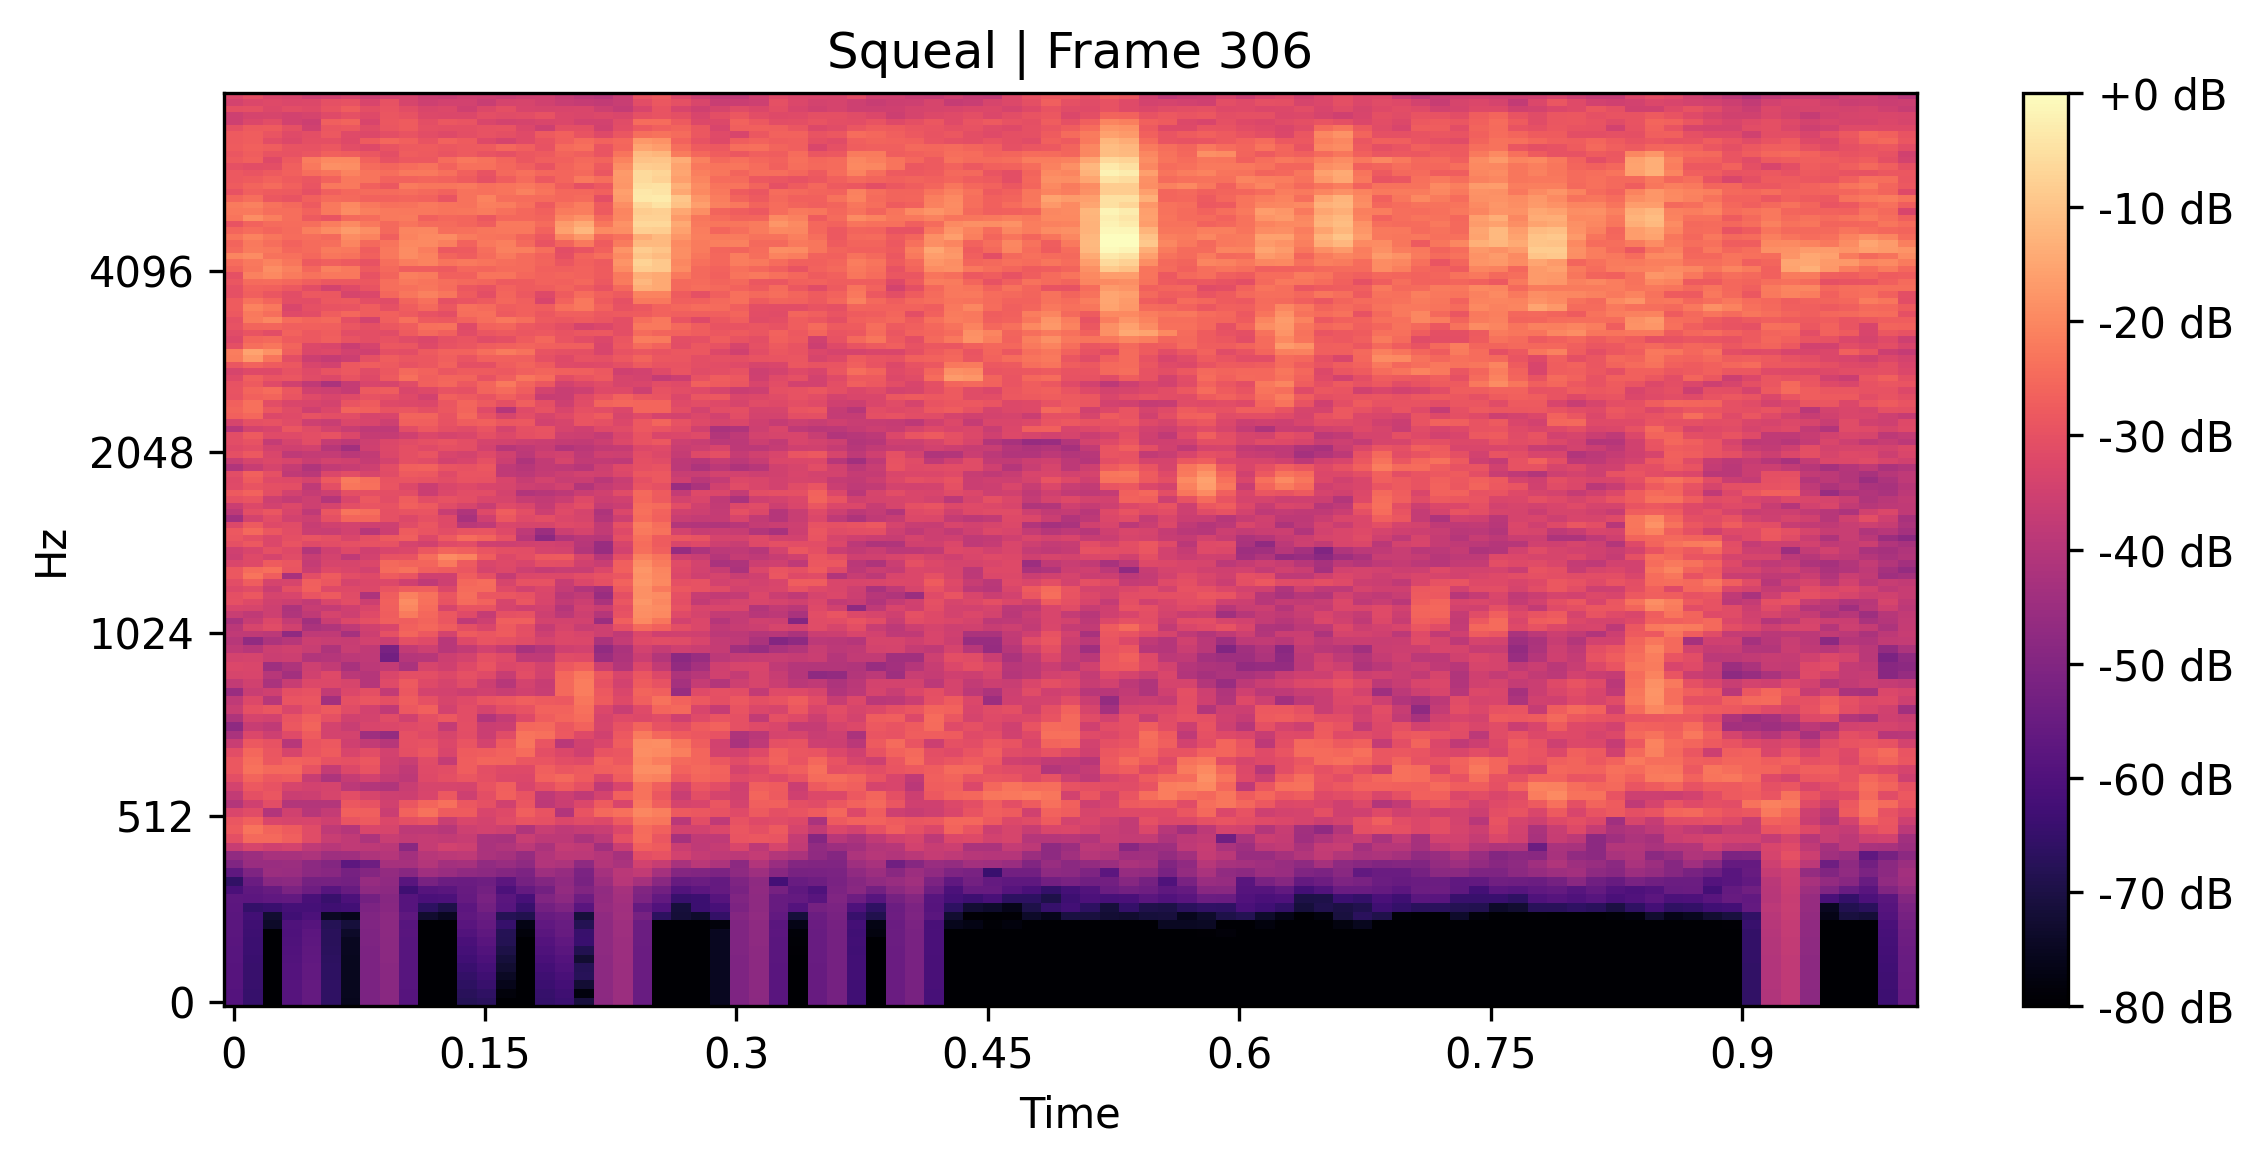 Squeal | Frame 306
Hz
4096
2048
1024
512
0
0 0.15 0.3 0.45 0.6 0.75 0.9
Time
+0 dB
-10 dB
-20 dB
-30 dB
-40 dB
-50 dB
-60 dB
-70 dB
-80 dB